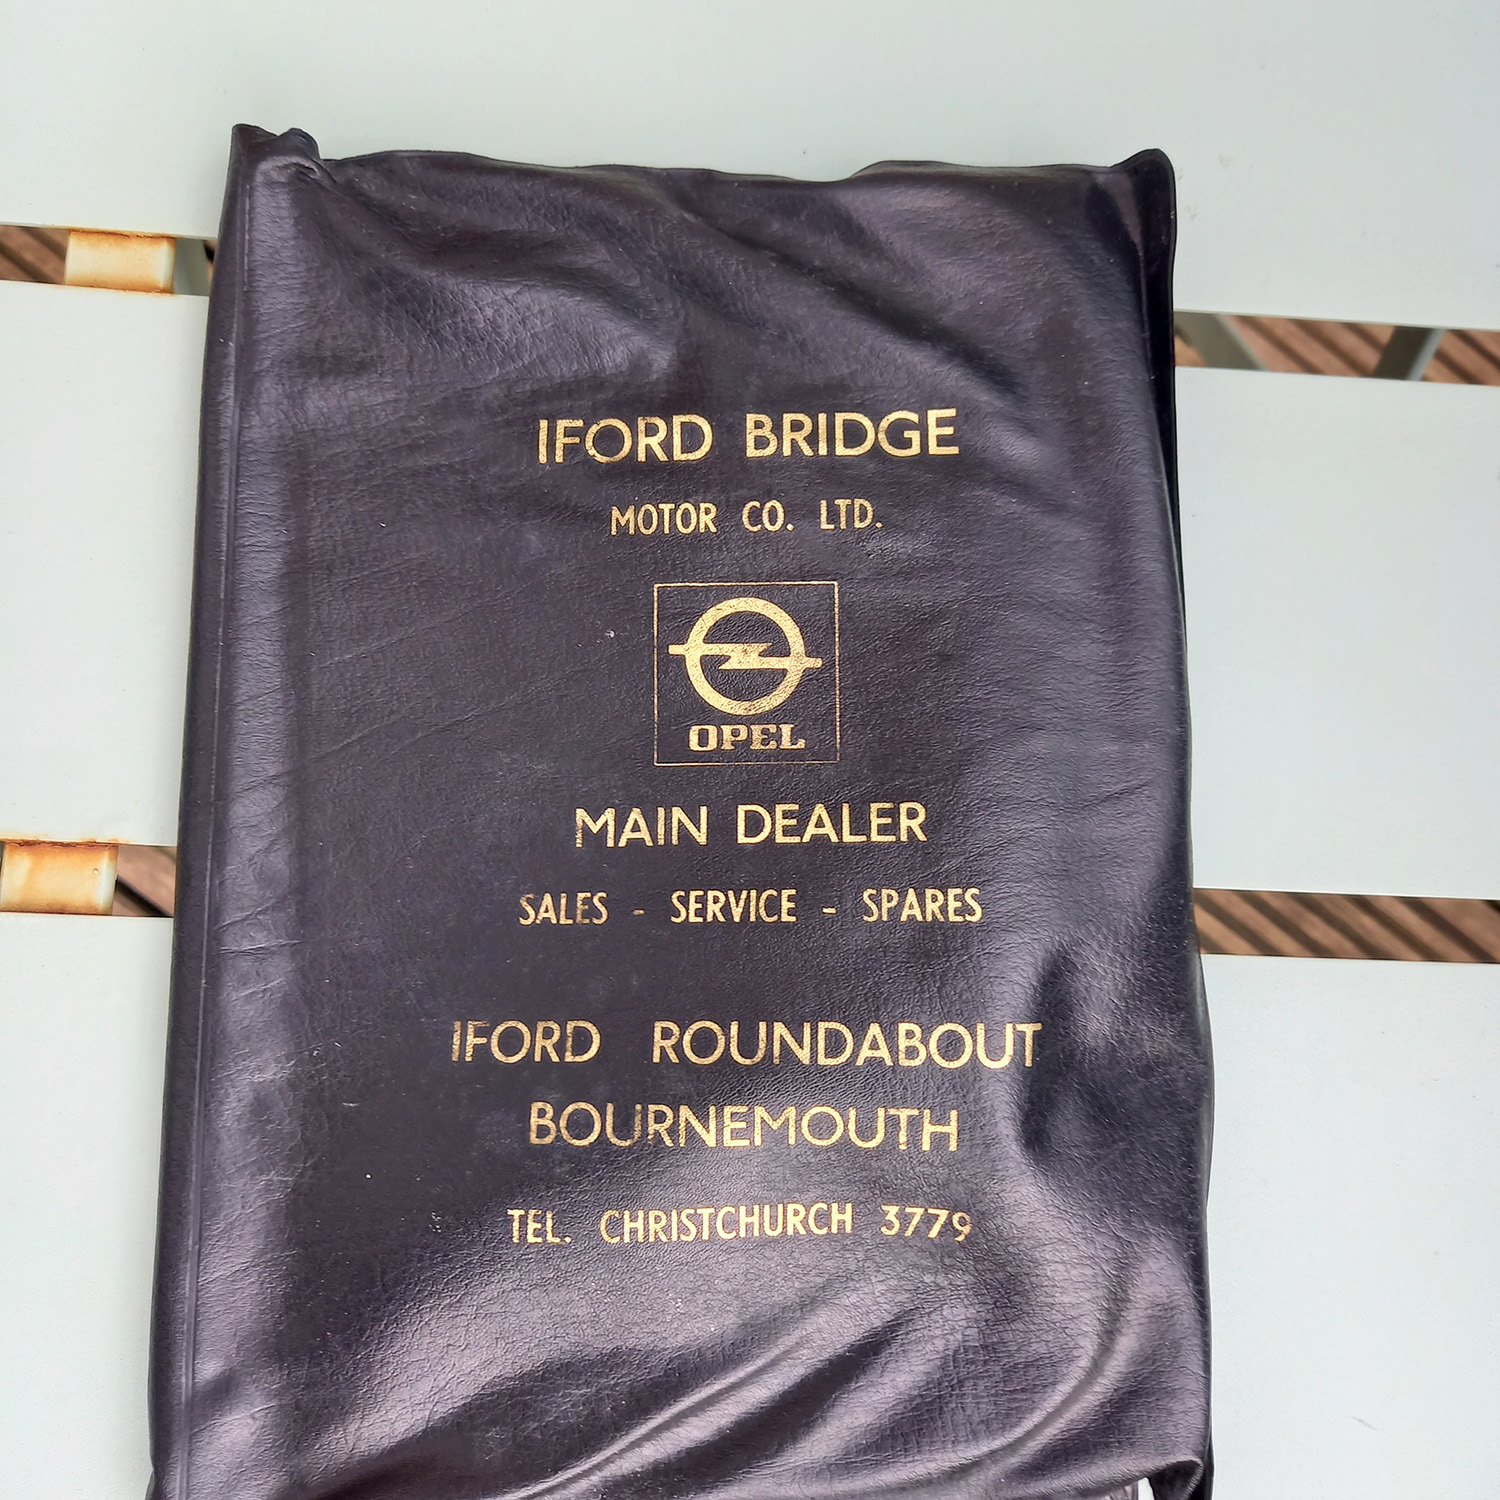 IFORD BRIDGE
MOTOR CO. LTD.
OPEL
MAIN DEALER
SALES - SERVICE - SPARES
IFORD ROUNDABOUT
BOURNEMOUTH
TEL. CHRISTCHURCH 3779